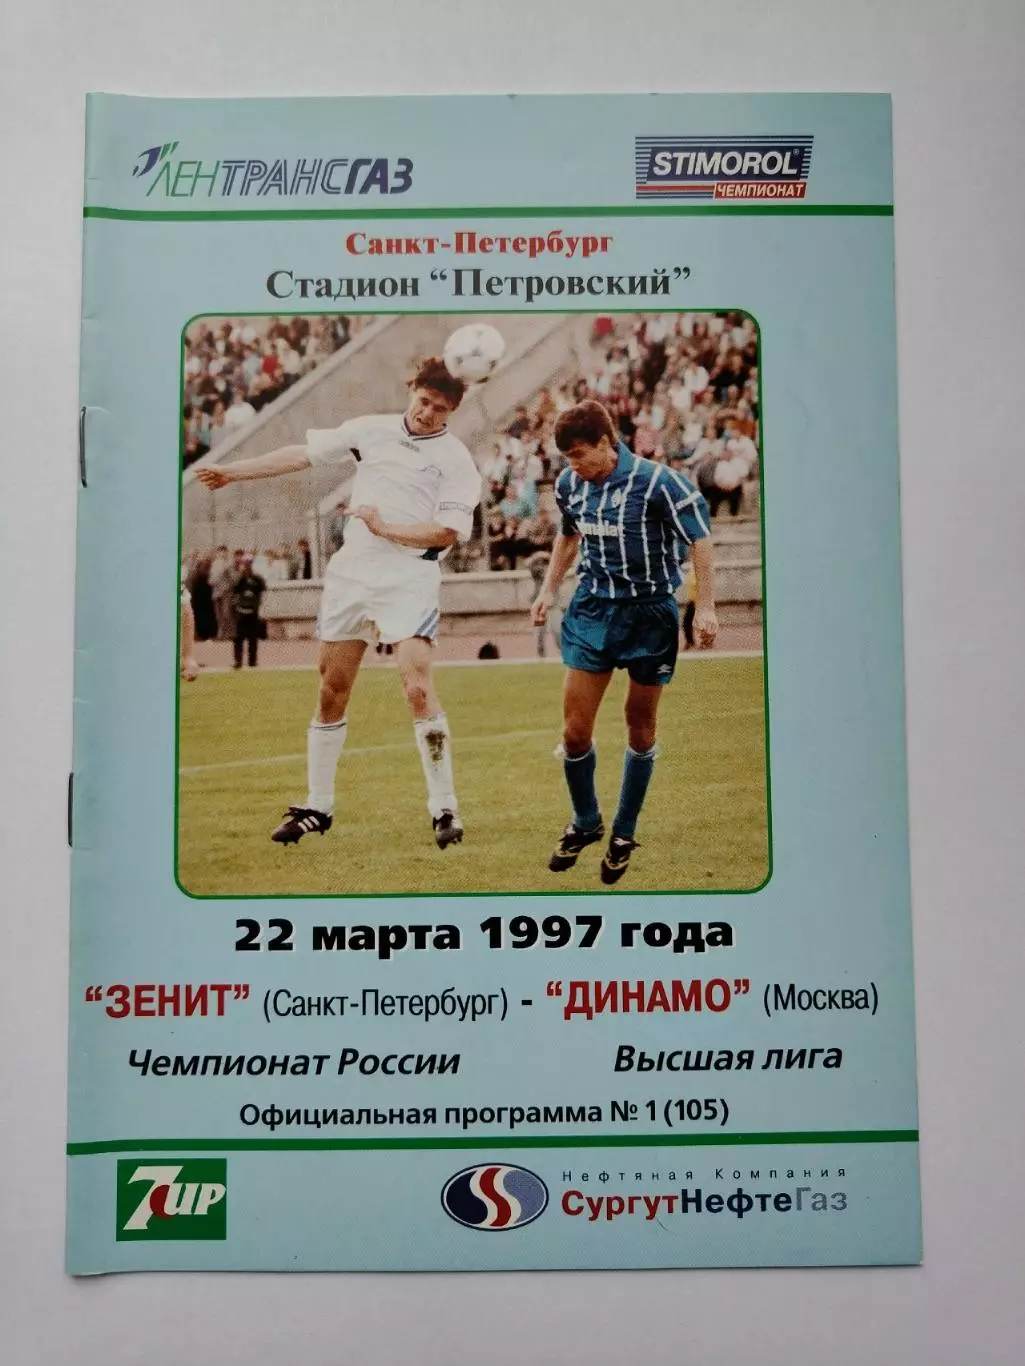 ЛЕНТРАНСГАЗ
STIMOROL®
ЧЕМПИОНАТ
Санкт-Петербург
Стадион “Петровский”
22 марта 1997 года
“ЗЕНИТ” (Санкт-Петербург) - “ДИНАМО” (Москва)
Чемпионат России Высшая лига
Официальная программа № 1 (105)
7UP
Нефтяная Компания
СургутНефтеГаз